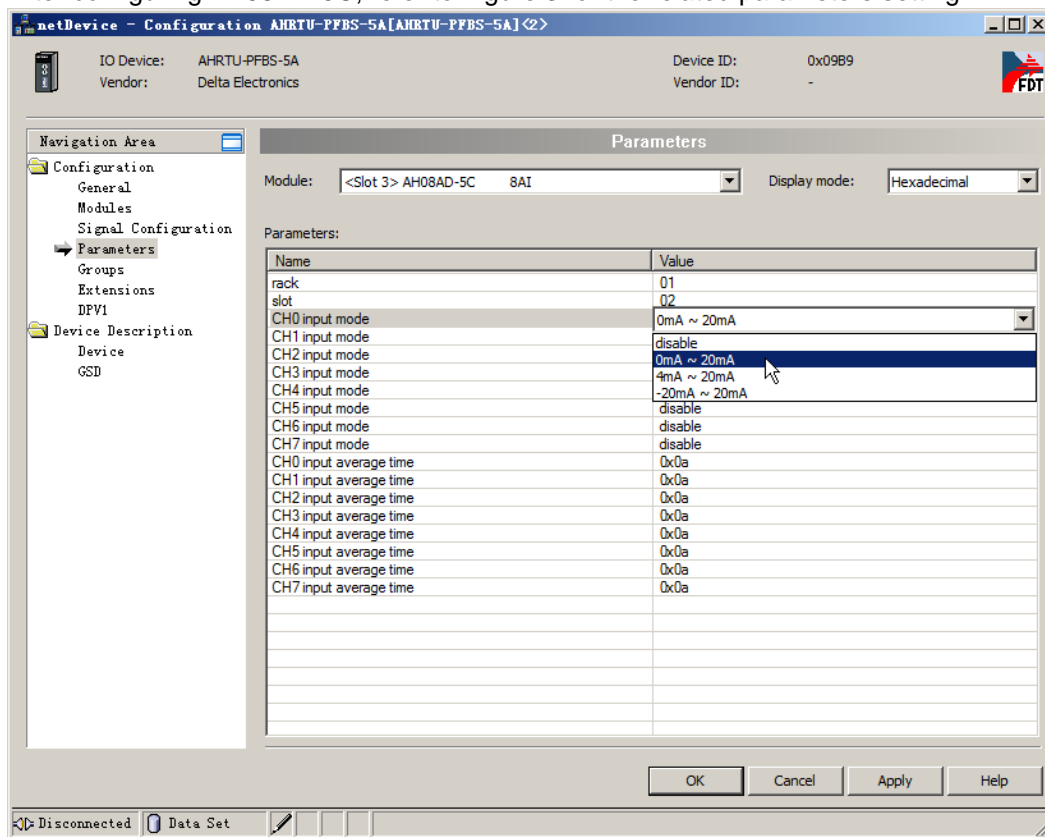 netDevice - Configuration AHRTU-PFBS-5A[AHRTU-PFBS-5A]<2>
IO Device: AHRTU-PFBS-5A Device ID: 0x09B9
Vendor: Delta Electronics Vendor ID: -
FDT
Navigation Area
Configuration
General
Modules
Signal Configuration
Parameters
Groups
Extensions
DPV1
Device Description
Device
GSD
Parameters
Module: <Slot 3> AH08AD-5C 8AI Display mode: Hexadecimal
Parameters:
Name Value
rack 01
slot 02
CH0 input mode 0mA ~ 20mA
CH1 input mode
CH2 input mode
CH3 input mode
CH4 input mode
disable
0mA ~ 20mA
4mA ~ 20mA
-20mA ~ 20mA
CH5 input mode disable
CH6 input mode disable
CH7 input mode disable
CH0 input average time 0x0a
CH1 input average time 0x0a
CH2 input average time 0x0a
CH3 input average time 0x0a
CH4 input average time 0x0a
CH5 input average time 0x0a
CH6 input average time 0x0a
CH7 input average time 0x0a
OK Cancel Apply Help
Disconnected Data Set